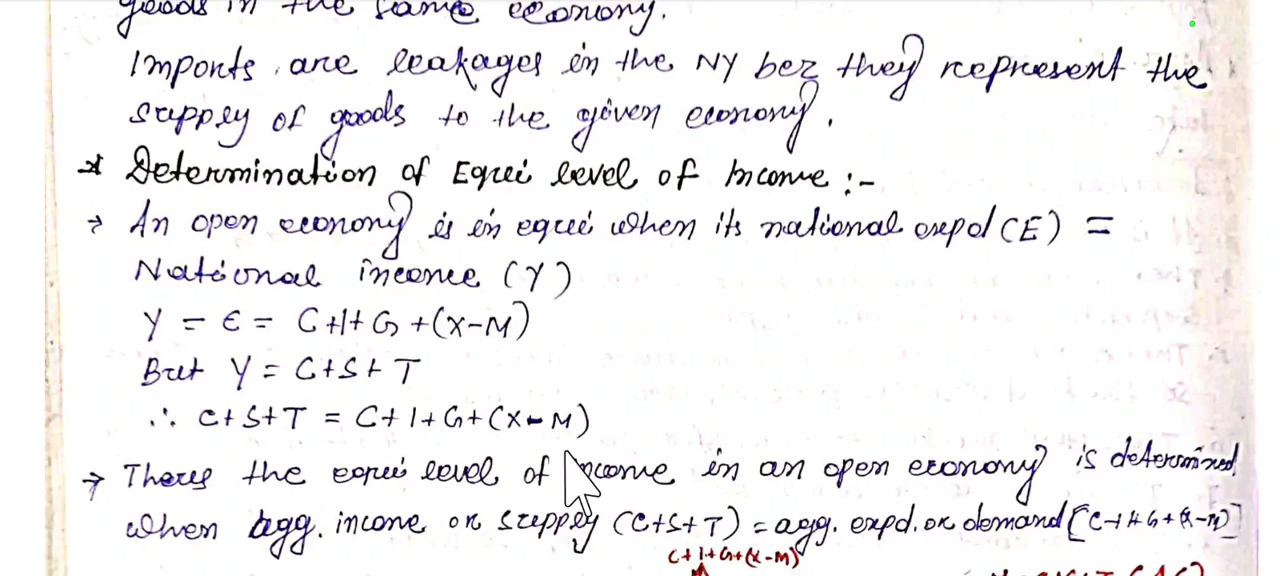 goods in the same economy.
Imports are leakages in the NY bcz they represent the
supply of goods to the given economy.
* Determination of Equi level of Income :-
→ An open economy is in equi when its national expd (E) =
National income (Y)
Y = E = C+I+G+(X-M)
But Y = C+S+T
∴ C+S+T = C+I+G+(X-M)
→ Thus the equi level of income in an open economy is determined
when agg. income or supply (C+S+T) = agg. expd. or demand [C+I+G+(X-M)]
C+I+G+(X-M)